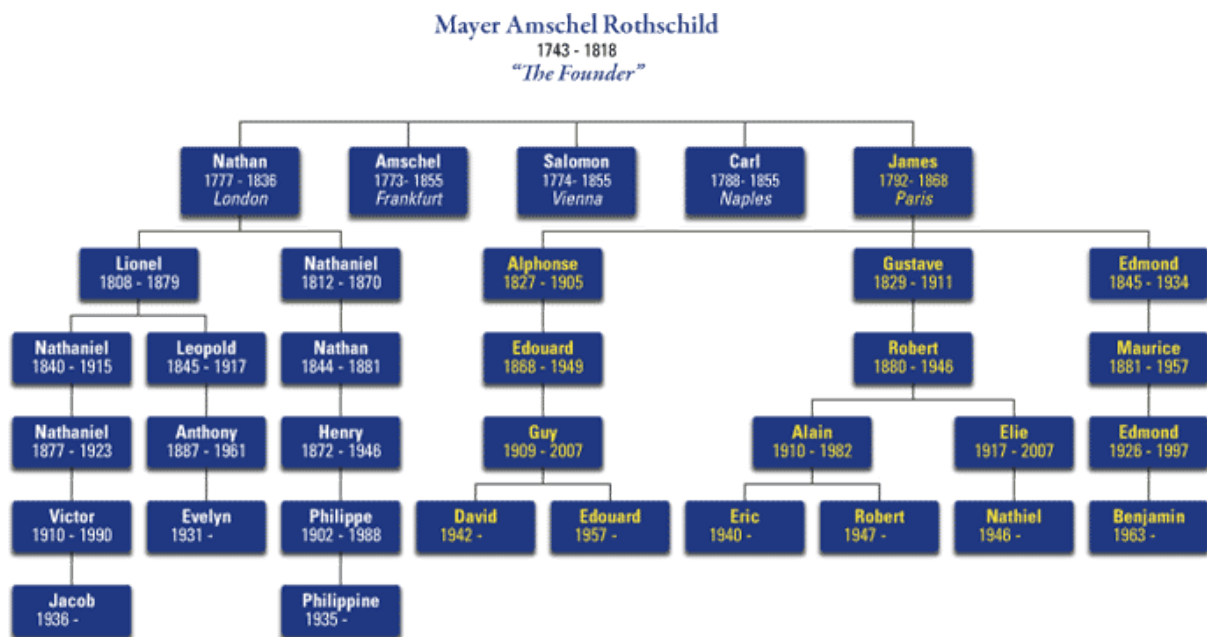 Mayer Amschel Rothschild
1743 - 1818
“The Founder”
Nathan
1777 - 1836
London
Amschel
1773- 1855
Frankfurt
Salomon
1774- 1855
Vienna
Carl
1788- 1855
Naples
James
1792- 1868
Paris
Lionel
1808 - 1879
Nathaniel
1812 - 1870
Alphonse
1827 - 1905
Gustave
1829 - 1911
Edmond
1845 - 1934
Nathaniel
1840 - 1915
Leopold
1845 - 1917
Nathan
1844 - 1881
Edouard
1868 - 1949
Robert
1880 - 1946
Maurice
1881 - 1957
Nathaniel
1877 - 1923
Anthony
1887 - 1961
Henry
1872 - 1946
Guy
1909 - 2007
Alain
1910 - 1982
Elie
1917 - 2007
Edmond
1926 - 1997
Victor
1910 - 1990
Evelyn
1931 -
Philippe
1902 - 1988
David
1942 -
Edouard
1957 -
Eric
1940 -
Robert
1947 -
Nathiel
1946 -
Benjamin
1963 -
Jacob
1936 -
Philippine
1935 -